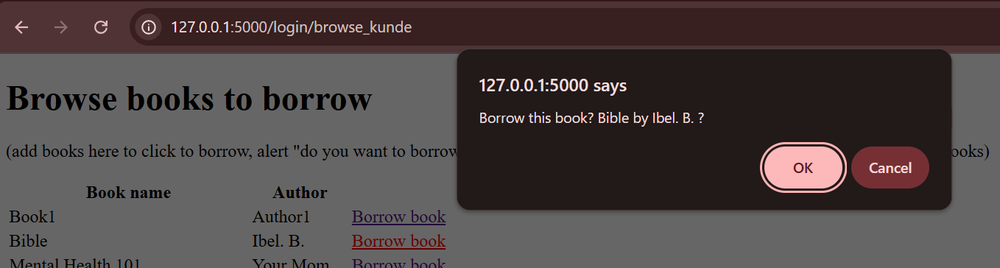 127.0.0.1:5000/login/browse_kunde
127.0.0.1:5000 says
Borrow this book? Bible by Ibel. B. ?
OK Cancel
Browse books to borrow
(add books here to click to borrow, alert "do you want to borrow ooks)
Book name Author
Book1 Author1 Borrow book
Bible Ibel. B. Borrow book
Mental Health 101 Your Mom Borrow book